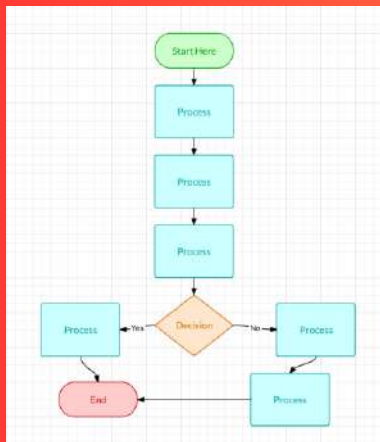 Start Here
Process
Process
Process
Decision
Yes
No
Process
Process
End
Process